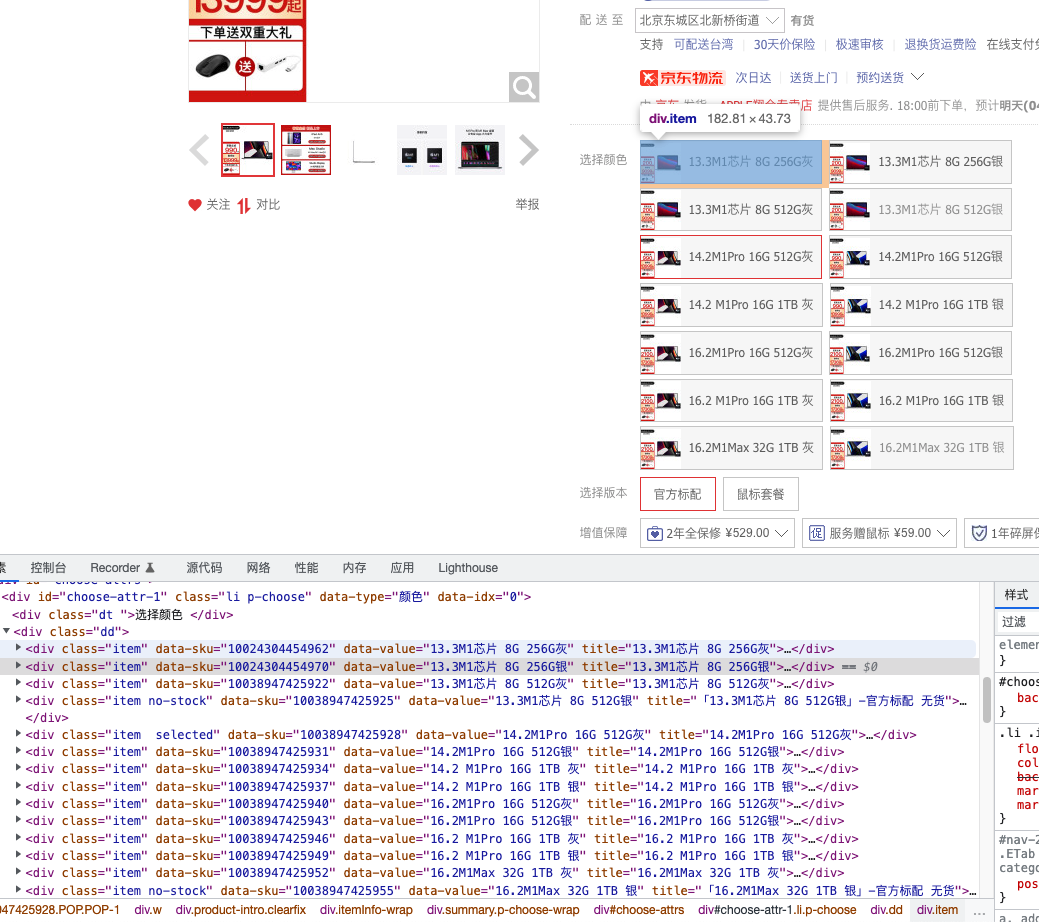 13999起
下单送双重大礼
送
关注 对比 举报
配 送 至 北京东城区北新桥街道 有货
支持 可配送台湾 30天价保险 极速审核 退换货运费险 在线支付
京东物流 次日达 送货上门 预约送货
由 京东 发货, 提供售后服务. 18:00前下单，预计明天(04
div.item 182.81 × 43.73
选择颜色
13.3M1芯片 8G 256G灰 13.3M1芯片 8G 256G银
13.3M1芯片 8G 512G灰 13.3M1芯片 8G 512G银
14.2M1Pro 16G 512G灰 14.2M1Pro 16G 512G银
14.2 M1Pro 16G 1TB 灰 14.2 M1Pro 16G 1TB 银
16.2M1Pro 16G 512G灰 16.2M1Pro 16G 512G银
16.2 M1Pro 16G 1TB 灰 16.2 M1Pro 16G 1TB 银
16.2M1Max 32G 1TB 灰 16.2M1Max 32G 1TB 银
选择版本 官方标配 鼠标套餐
增值保障 2年全保修 ¥529.00 促 服务赠鼠标 ¥59.00 1年碎屏保
素 控制台 Recorder 源代码 网络 性能 内存 应用 Lighthouse
<div id="choose-attr-1" class="li p-choose" data-type="颜色" data-idx="0">
<div class="dt ">选择颜色 </div>
<div class="dd">
<div class="item" data-sku="10024304454962" data-value="13.3M1芯片 8G 256G灰" title="13.3M1芯片 8G 256G灰">…</div>
<div class="item" data-sku="10024304454970" data-value="13.3M1芯片 8G 256G银" title="13.3M1芯片 8G 256G银">…</div> == $0
<div class="item" data-sku="10038947425922" data-value="13.3M1芯片 8G 512G灰" title="13.3M1芯片 8G 512G灰">…</div>
<div class="item no-stock" data-sku="10038947425925" data-value="13.3M1芯片 8G 512G银" title="「13.3M1芯片 8G 512G银」-官方标配 无货">…
</div>
<div class="item  selected" data-sku="10038947425928" data-value="14.2M1Pro 16G 512G灰" title="14.2M1Pro 16G 512G灰">…</div>
<div class="item" data-sku="10038947425931" data-value="14.2M1Pro 16G 512G银" title="14.2M1Pro 16G 512G银">…</div>
<div class="item" data-sku="10038947425934" data-value="14.2 M1Pro 16G 1TB 灰" title="14.2 M1Pro 16G 1TB 灰">…</div>
<div class="item" data-sku="10038947425937" data-value="14.2 M1Pro 16G 1TB 银" title="14.2 M1Pro 16G 1TB 银">…</div>
<div class="item" data-sku="10038947425940" data-value="16.2M1Pro 16G 512G灰" title="16.2M1Pro 16G 512G灰">…</div>
<div class="item" data-sku="10038947425943" data-value="16.2M1Pro 16G 512G银" title="16.2M1Pro 16G 512G银">…</div>
<div class="item" data-sku="10038947425946" data-value="16.2 M1Pro 16G 1TB 灰" title="16.2 M1Pro 16G 1TB 灰">…</div>
<div class="item" data-sku="10038947425949" data-value="16.2 M1Pro 16G 1TB 银" title="16.2 M1Pro 16G 1TB 银">…</div>
<div class="item" data-sku="10038947425952" data-value="16.2M1Max 32G 1TB 灰" title="16.2M1Max 32G 1TB 灰">…</div>
<div class="item no-stock" data-sku="10038947425955" data-value="16.2M1Max 32G 1TB 银" title="「16.2M1Max 32G 1TB 银」-官方标配 无货">…
047425928.POP.POP-1 div.w div.product-intro.clearfix div.itemInfo-wrap div.summary.p-choose-wrap div#choose-attrs div#choose-attr-1.li.p-choose div.dd div.item …
样式
过滤
elemen
}
#choos
bac
}
.li .i
flo
col
bac
mar
mar
}
#nav-2
.ETab
catego
pos
}